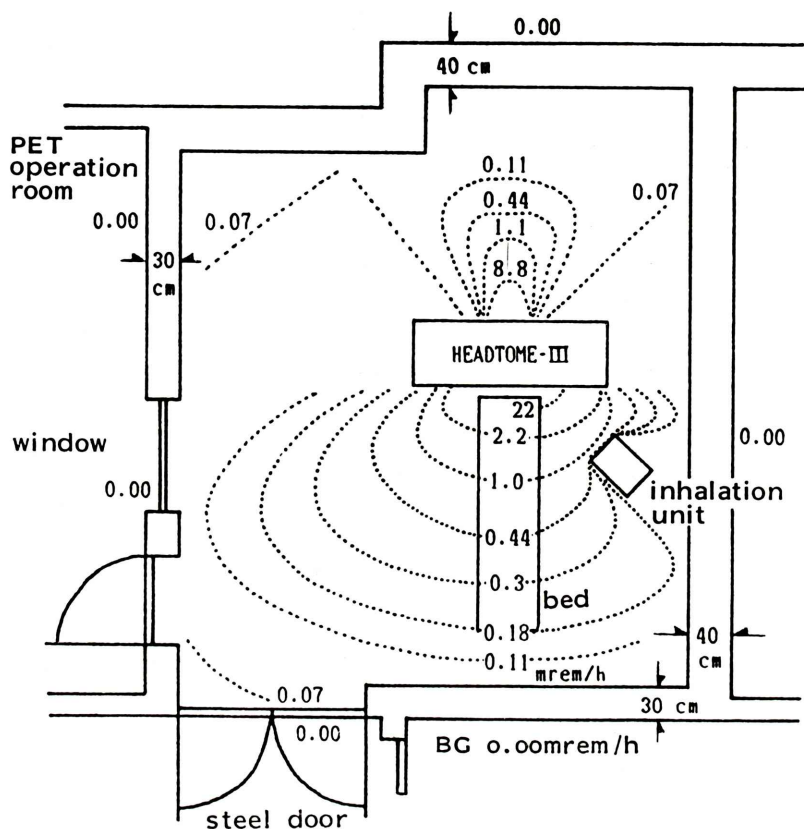 0.00
40 cm
PET
operation
room
0.11
0.44
0.07
0.00
0.07
1.1
30
cm
8.8
HEADTOME-III
22
window
2.2
0.00
0.00
1.0
inhalation
unit
0.44
0.3
bed
0.18
40
cm
0.11
mrem/h
0.07
30 cm
0.00
BG o.oomrem/h
steel door